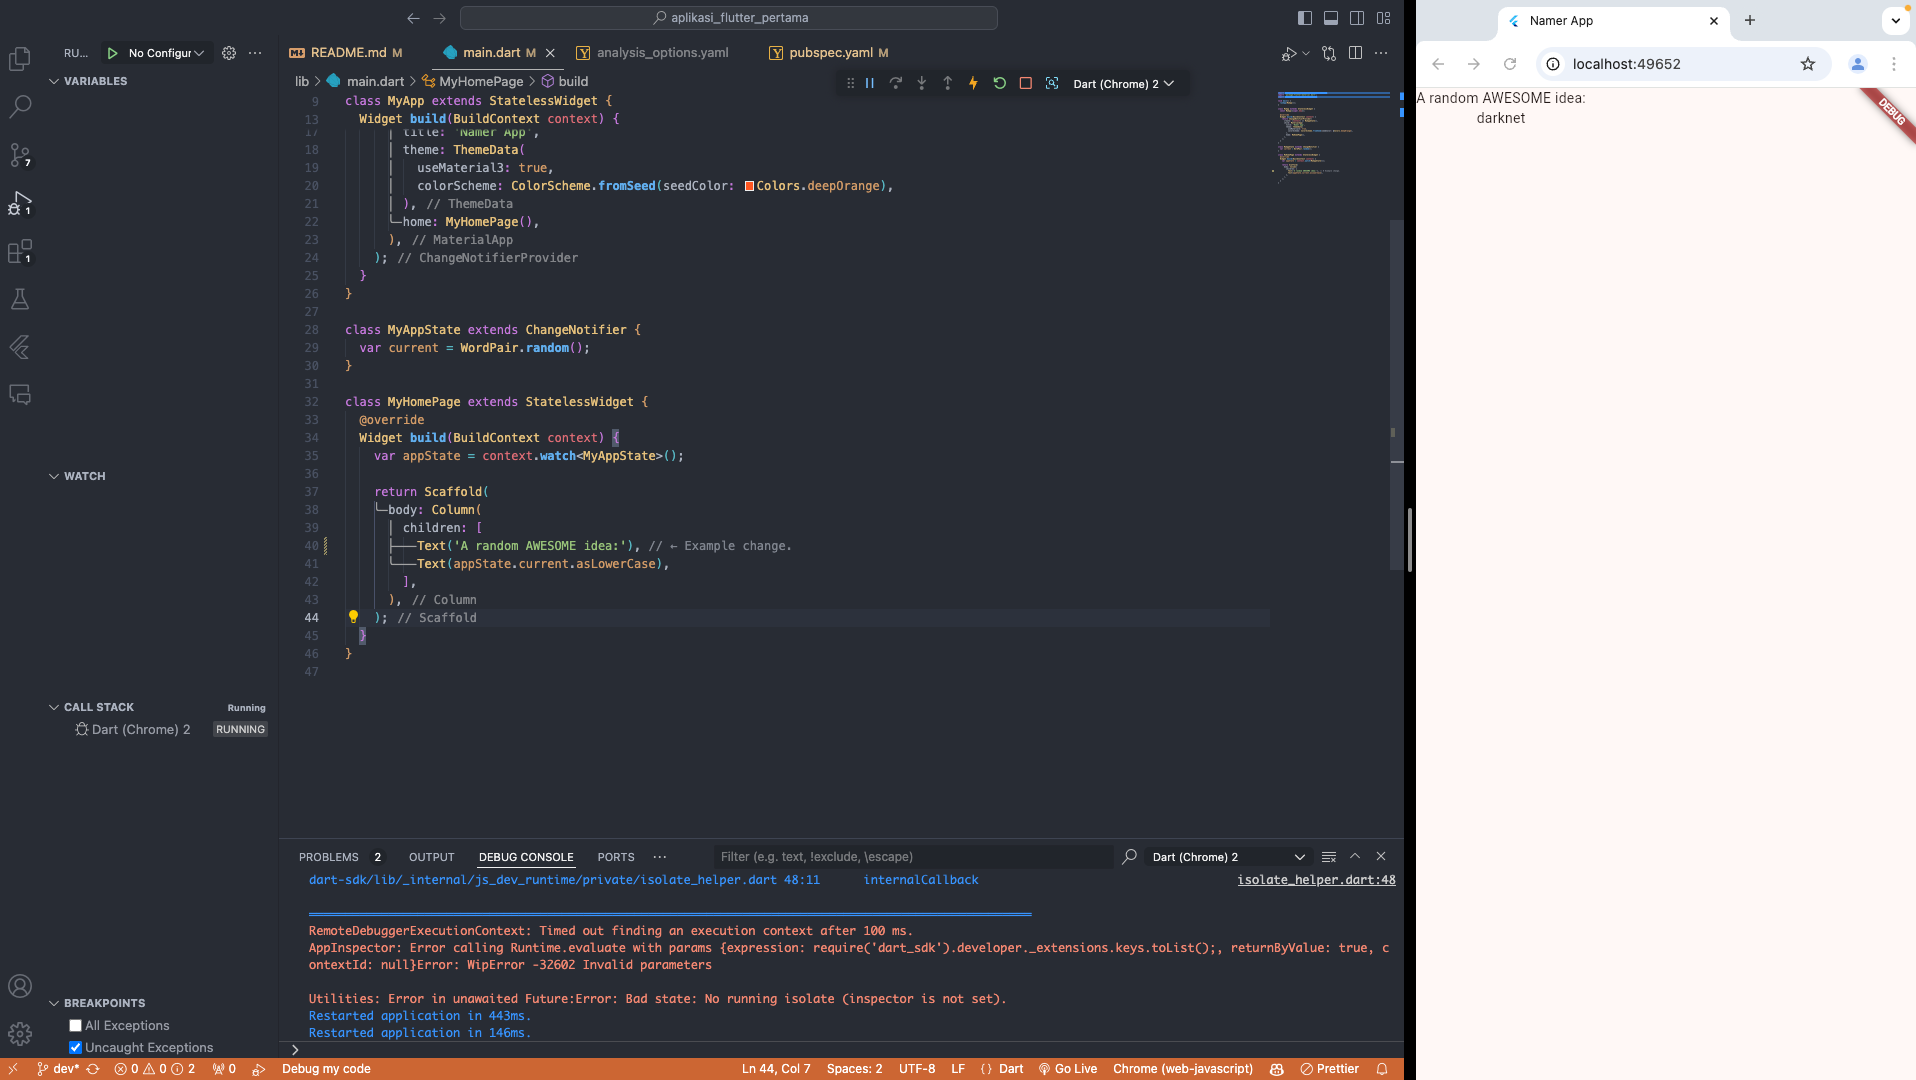 aplikasi_flutter_pertama
RU...
No Configur
README.md M
main.dart M
analysis_options.yaml
pubspec.yaml M
VARIABLES
lib > main.dart > MyHomePage > build
Dart (Chrome) 2
9 class MyApp extends StatelessWidget {
13 Widget build(BuildContext context) {
17 title: 'Namer App',
18 theme: ThemeData(
19 useMaterial3: true,
20 colorScheme: ColorScheme.fromSeed(seedColor: Colors.deepOrange),
21 ), // ThemeData
22 home: MyHomePage(),
23 ), // MaterialApp
24 ); // ChangeNotifierProvider
25 }
26 }
27
28 class MyAppState extends ChangeNotifier {
29 var current = WordPair.random();
30 }
31
32 class MyHomePage extends StatelessWidget {
33 @override
34 Widget build(BuildContext context) {
35 var appState = context.watch<MyAppState>();
36
37 return Scaffold(
38 body: Column(
39 children: [
40 Text('A random AWESOME idea:'), // ← Example change.
41 Text(appState.current.asLowerCase),
42 ],
43 ), // Column
44 ); // Scaffold
45 }
46 }
47
7
1
1
WATCH
CALL STACK
Running
Dart (Chrome) 2
RUNNING
BREAKPOINTS
All Exceptions
Uncaught Exceptions
PROBLEMS 2
OUTPUT
DEBUG CONSOLE
PORTS
...
Filter (e.g. text, !exclude, \escape)
Dart (Chrome) 2
dart-sdk/lib/_internal/js_dev_runtime/private/isolate_helper.dart 48:11 internalCallback
isolate_helper.dart:48
RemoteDebuggerExecutionContext: Timed out finding an execution context after 100 ms.
AppInspector: Error calling Runtime.evaluate with params {expression: require('dart_sdk').developer._extensions.keys.toList();, returnByValue: true, c
ontextId: null}Error: WipError -32602 Invalid parameters
Utilities: Error in unawaited Future:Error: Bad state: No running isolate (inspector is not set).
Restarted application in 443ms.
Restarted application in 146ms.
>
dev*
0 0 2
0
Debug my code
Ln 44, Col 7
Spaces: 2
UTF-8
LF
{ } Dart
Go Live
Chrome (web-javascript)
Prettier
Namer App
localhost:49652
A random AWESOME idea:
darknet
DEBUG